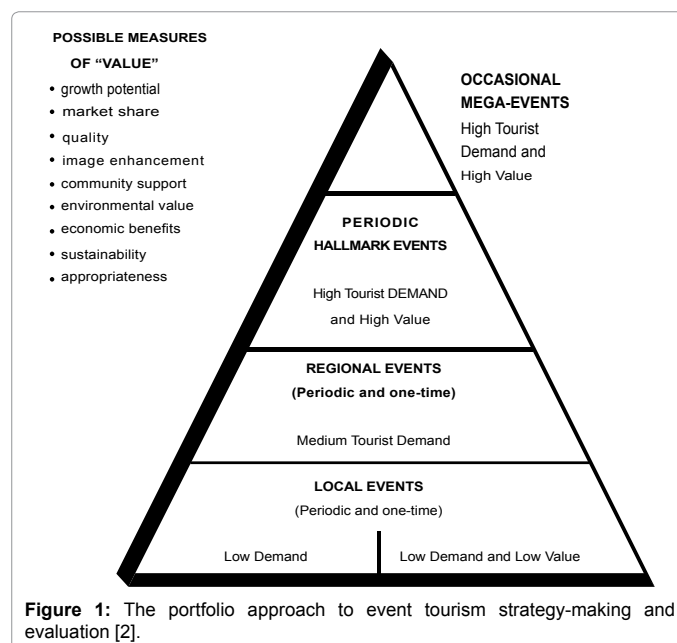 POSSIBLE MEASURES
OF “VALUE”
• growth potential
• market share
• quality
• image enhancement
• community support
• environmental value
• economic benefits
• sustainability
• appropriateness
OCCASIONAL
MEGA-EVENTS
High Tourist
Demand and
High Value
PERIODIC
HALLMARK EVENTS
High Tourist DEMAND
and High Value
REGIONAL EVENTS
(Periodic and one-time)
Medium Tourist Demand
LOCAL EVENTS
(Periodic and one-time)
Low Demand
Low Demand and Low Value
Figure 1: The portfolio approach to event tourism strategy-making and
evaluation [2].